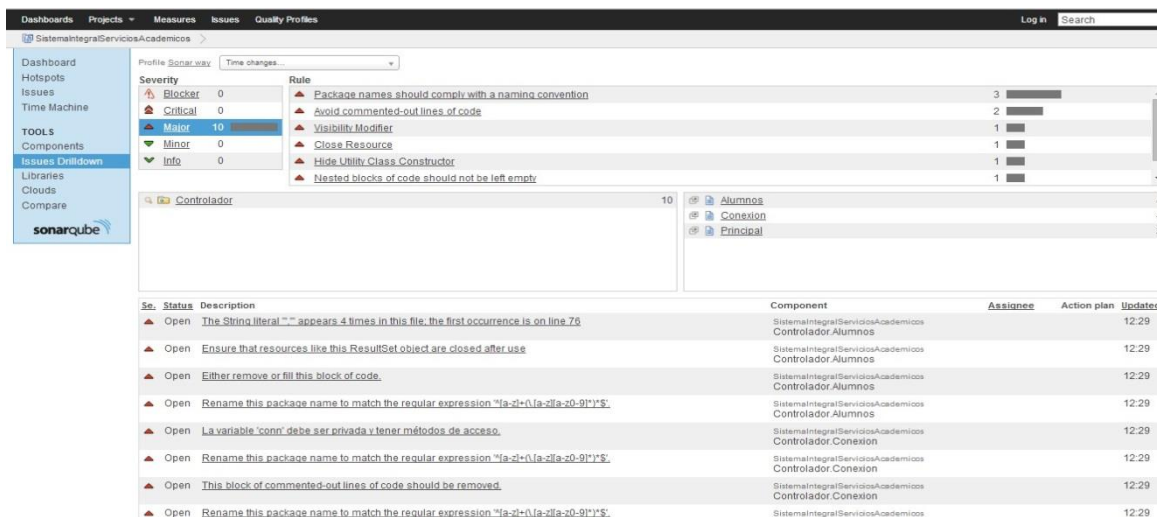 Dashboards Projects Measures Issues Quality Profiles Log in Search
SistemaIntegralServiciosAcademicos
Dashboard
Hotspots
Issues
Time Machine
TOOLS
Components
Issues Drilldown
Libraries
Clouds
Compare
sonarqube
Profile Sonar way Time changes...
Severity Rule
Blocker 0
Critical 0
Major 10
Minor 0
Info 0
Package names should comply with a naming convention 3
Avoid commented-out lines of code 2
Visibility Modifier 1
Close Resource 1
Hide Utility Class Constructor 1
Nested blocks of code should not be left empty 1
Controlador 10
Alumnos
Conexion
Principal
Se. Status Description Component Assignee Action plan Updated
Open The String literal "','" appears 4 times in this file; the first occurrence is on line 76 SistemaIntegralServiciosAcademicos 12:29
Controlador.Alumnos
Open Ensure that resources like this ResultSet object are closed after use SistemaIntegralServiciosAcademicos 12:29
Controlador.Alumnos
Open Either remove or fill this block of code. SistemaIntegralServiciosAcademicos 12:29
Controlador.Alumnos
Open Rename this package name to match the regular expression '^[a-z]+(\.[a-z][a-z0-9]*)*$'. SistemaIntegralServiciosAcademicos 12:29
Controlador.Alumnos
Open La variable 'conn' debe ser privada y tener métodos de acceso. SistemaIntegralServiciosAcademicos 12:29
Controlador.Conexion
Open Rename this package name to match the regular expression '^[a-z]+(\.[a-z][a-z0-9]*)*$'. SistemaIntegralServiciosAcademicos 12:29
Controlador.Conexion
Open This block of commented-out lines of code should be removed. SistemaIntegralServiciosAcademicos 12:29
Controlador.Conexion
Open Rename this package name to match the regular expression '^[a-z]+(\.[a-z][a-z0-9]*)*$'. SistemaIntegralServiciosAcademicos 12:29